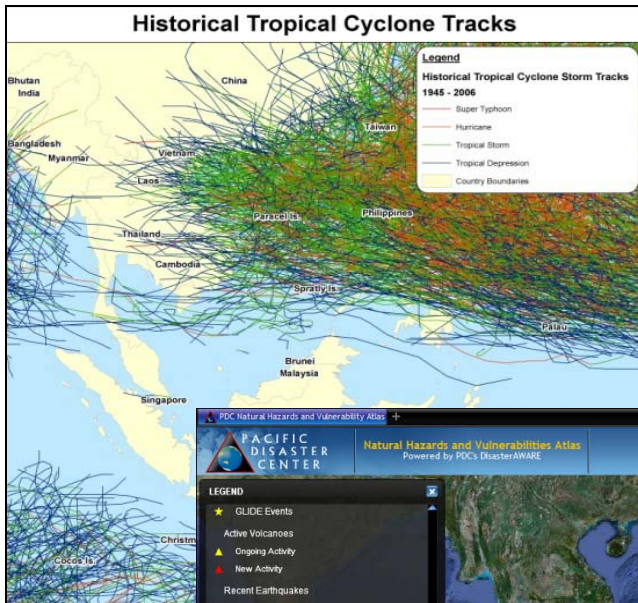 Historical Tropical Cyclone Tracks
Legend
Historical Tropical Cyclone Storm Tracks
1945 - 2006
Super Typhoon
Hurricane
Tropical Storm
Tropical Depression
Country Boundaries
Bhutan
India
China
Taiwan
Bangladesh
Myanmar
Vietnam
Laos
Paracel Is.
Philippines
Thailand
Cambodia
Spratly Is.
Palau
Brunei
Malaysia
Singapore
Christm
Cocos Is.
PDC Natural Hazards and Vulnerability Atlas
PACIFIC
DISASTER
CENTER
Natural Hazards and Vulnerabilities Atlas
Powered by PDC's DisasterAWARE
LEGEND
GLIDE Events
Active Volcanoes
Ongoing Activity
New Activity
Recent Earthquakes